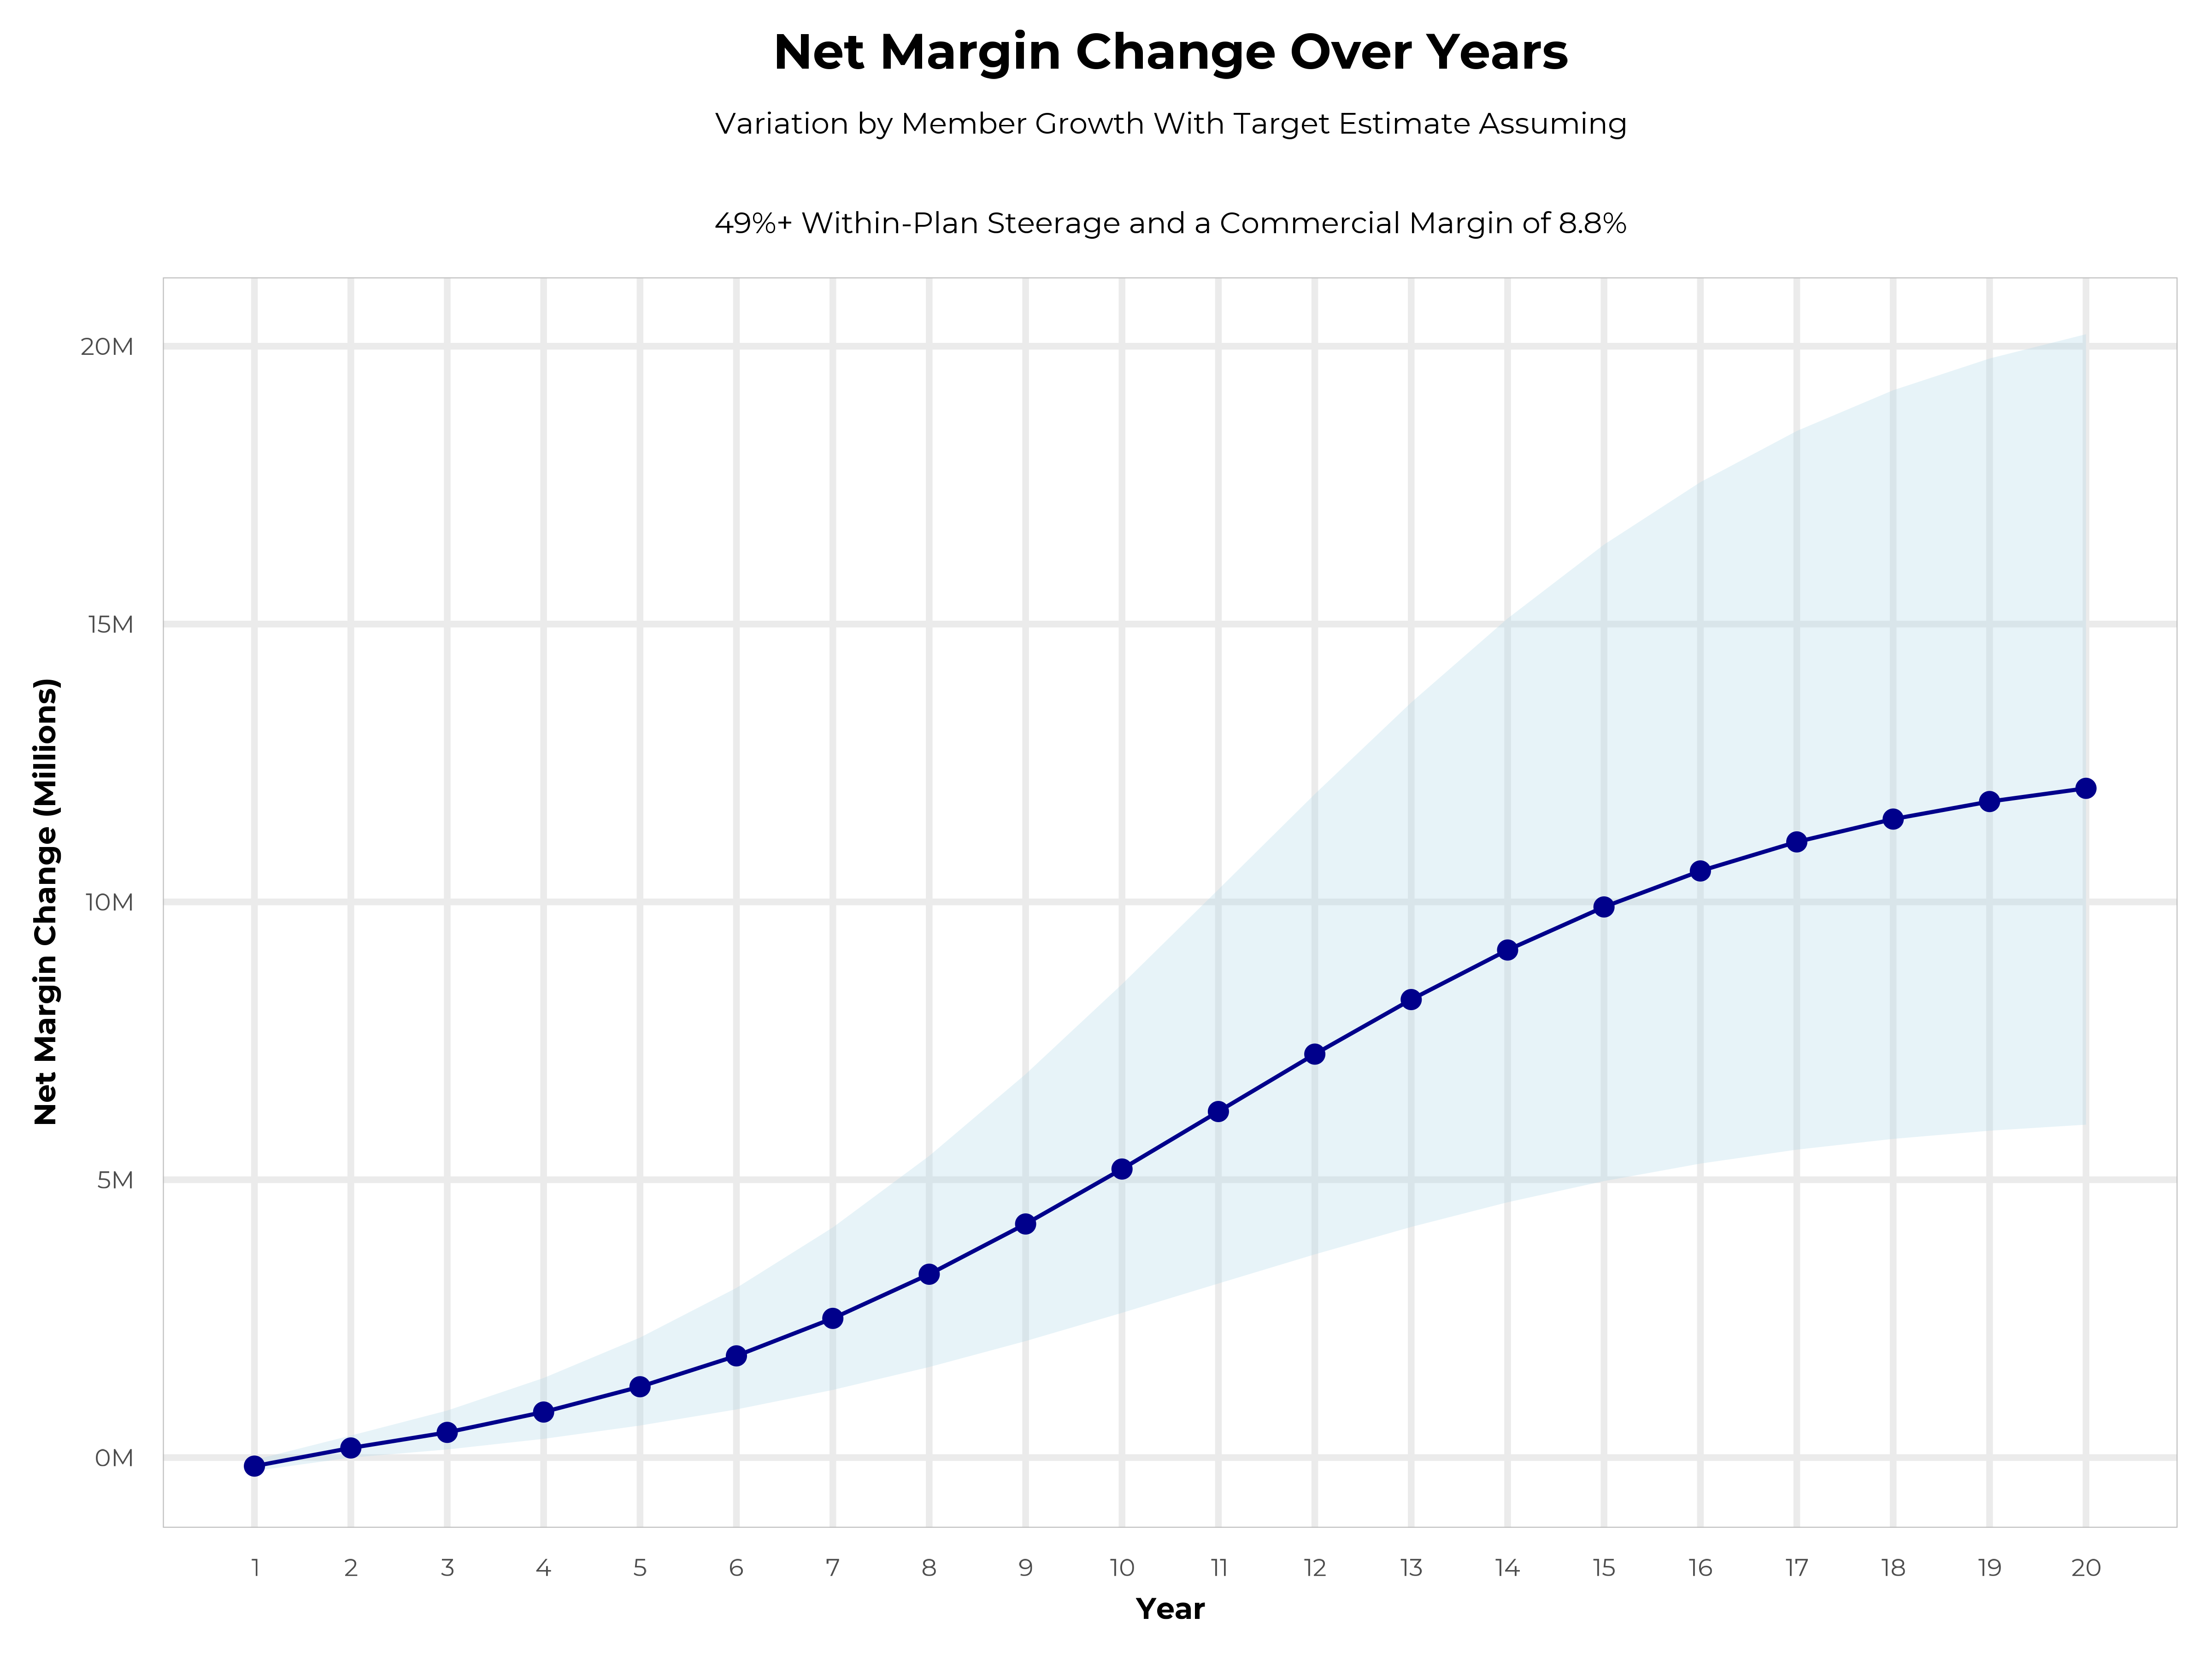 Net Margin Change Over Years
Variation by Member Growth With Target Estimate Assuming
49%+ Within-Plan Steerage and a Commercial Margin of 8.8%
Net Margin Change (Millions)
20M
15M
10M
5M
0M
1 2 3 4 5 6 7 8 9 10 11 12 13 14 15 16 17 18 19 20
Year